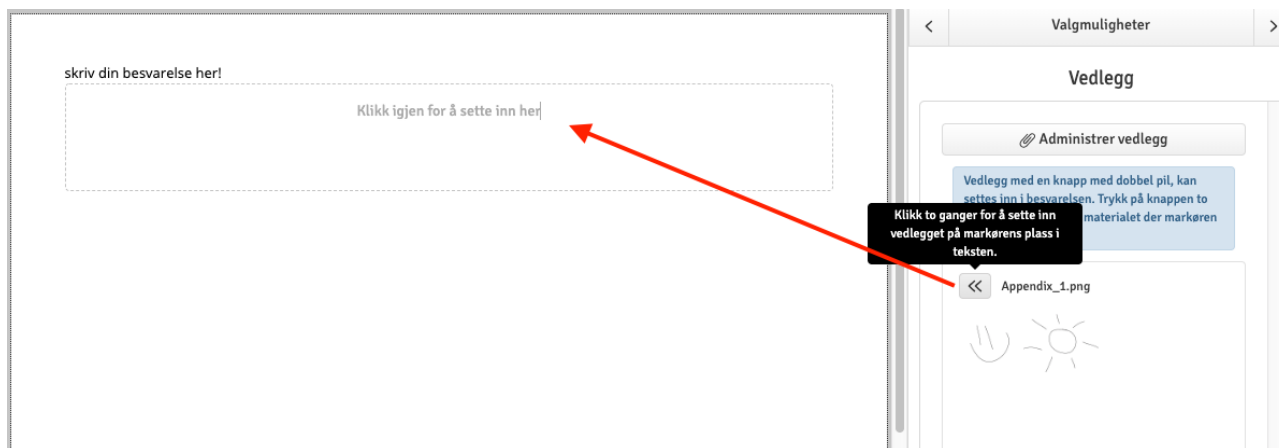 skriv din besvarelse her!
Klikk igjen for å sette inn her
Valgmuligheter
Vedlegg
Administrer vedlegg
Vedlegg med en knapp med dobbel pil, kan
settes inn i besvarelsen. Trykk på knappen to
materialet der markøren
Klikk to ganger for å sette inn
vedlegget på markørens plass i
teksten.
Appendix_1.png